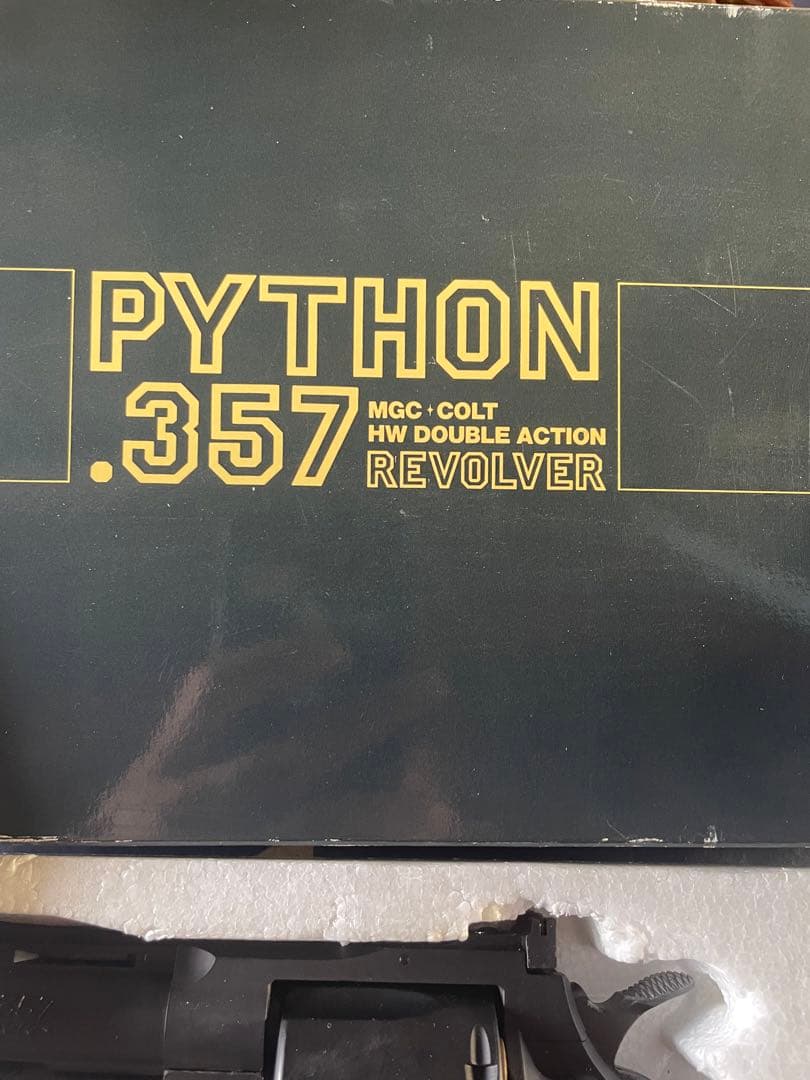 PYTHON
.357
MGC + COLT
HW DOUBLE ACTION
REVOLVER